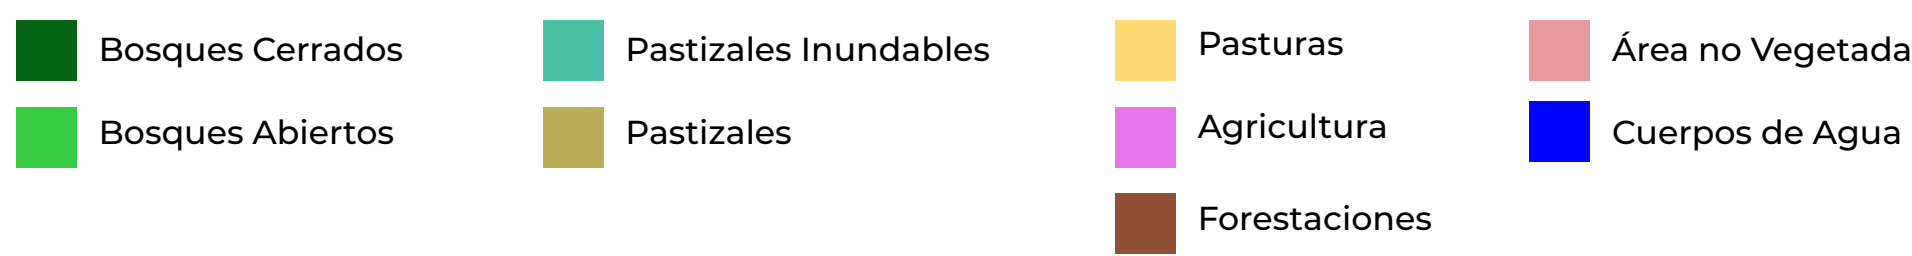 Bosques Cerrados
Bosques Abiertos
Pastizales Inundables
Pastizales
Pasturas
Agricultura
Forestaciones
Área no Vegetada
Cuerpos de Agua